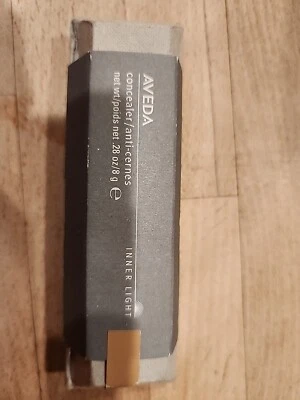 AVEDA
concealer/anti-cernes
net wt/poids net .28 oz/8 g ℮
INNER LIGHT